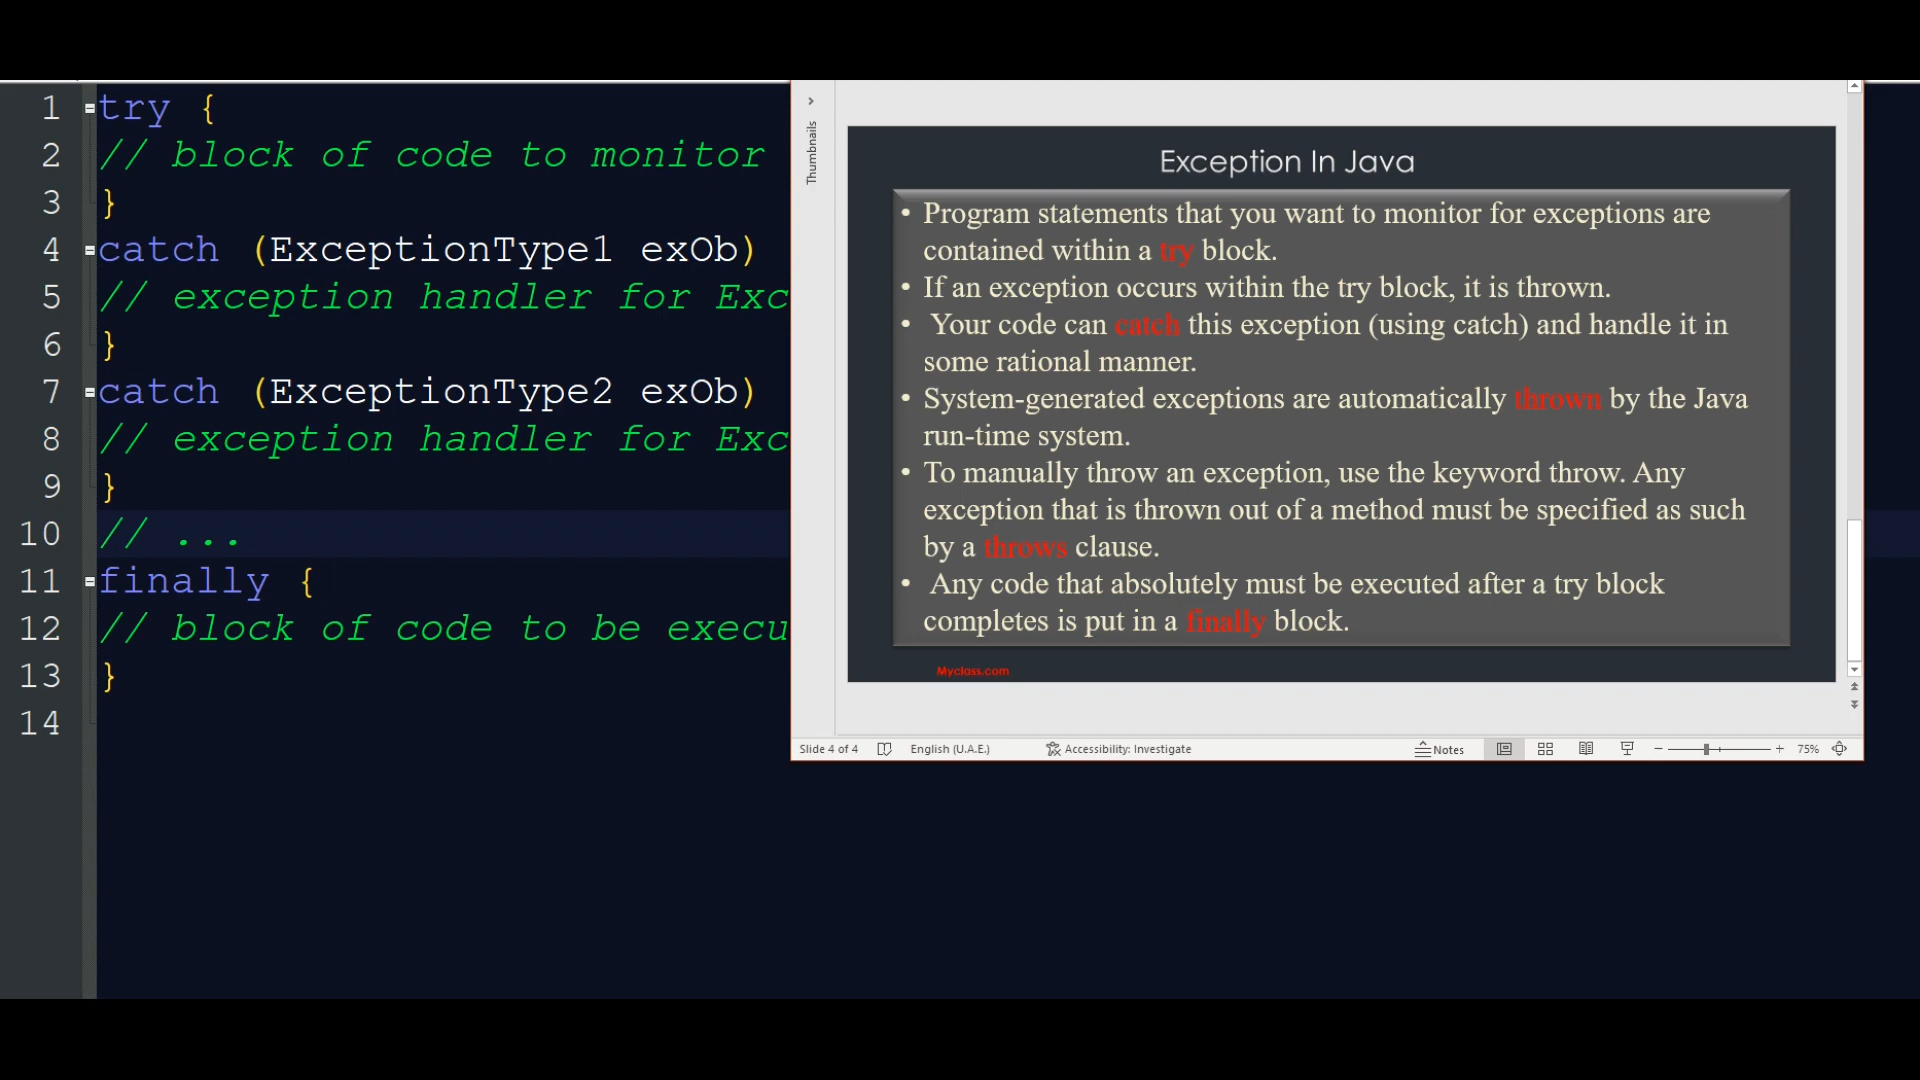 1 try {
2 // block of code to monitor
3 }
4 catch (ExceptionType1 exOb)
5 // exception handler for Exc
6 }
7 catch (ExceptionType2 exOb)
8 // exception handler for Exc
9 }
10 // ...
11 finally {
12 // block of code to be execu
13 }
14
Thumbnails
Exception In Java
• Program statements that you want to monitor for exceptions are
contained within a try block.
• If an exception occurs within the try block, it is thrown.
• Your code can catch this exception (using catch) and handle it in
some rational manner.
• System-generated exceptions are automatically thrown by the Java
run-time system.
• To manually throw an exception, use the keyword throw. Any
exception that is thrown out of a method must be specified as such
by a throws clause.
• Any code that absolutely must be executed after a try block
completes is put in a finally block.
Myclass.com
Slide 4 of 4 English (U.A.E.) Accessibility: Investigate Notes 75%